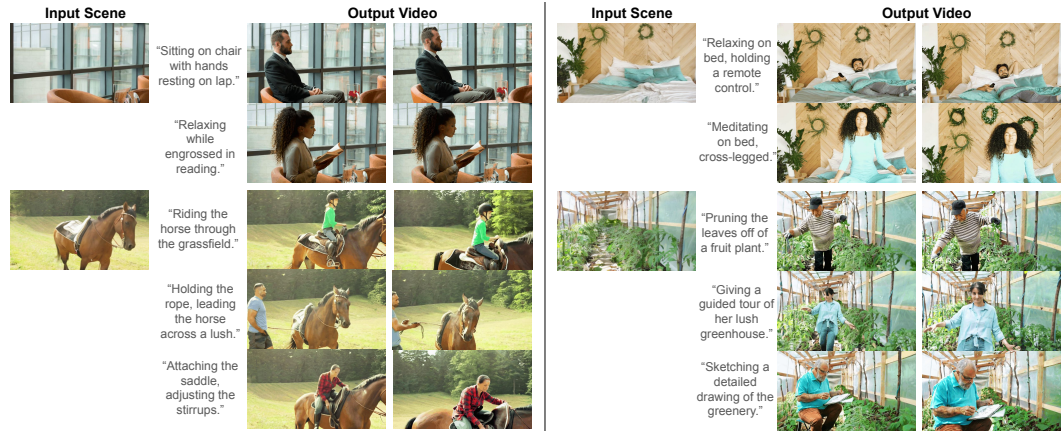 Input Scene
Output Video
“Sitting on chair
with hands
resting on lap.”
“Relaxing
while
engrossed in
reading.”
“Riding the
horse through
the grassfield.”
“Holding the
rope, leading
the horse
across a lush.”
“Attaching the
saddle,
adjusting the
stirrups.”
Input Scene
Output Video
“Relaxing on
bed, holding
a remote
control.”
“Meditating
on bed,
cross-legged.”
“Pruning the
leaves off of
a fruit plant.”
“Giving a
guided tour of
her lush
greenhouse.”
“Sketching a
detailed
drawing of the
greenery.”